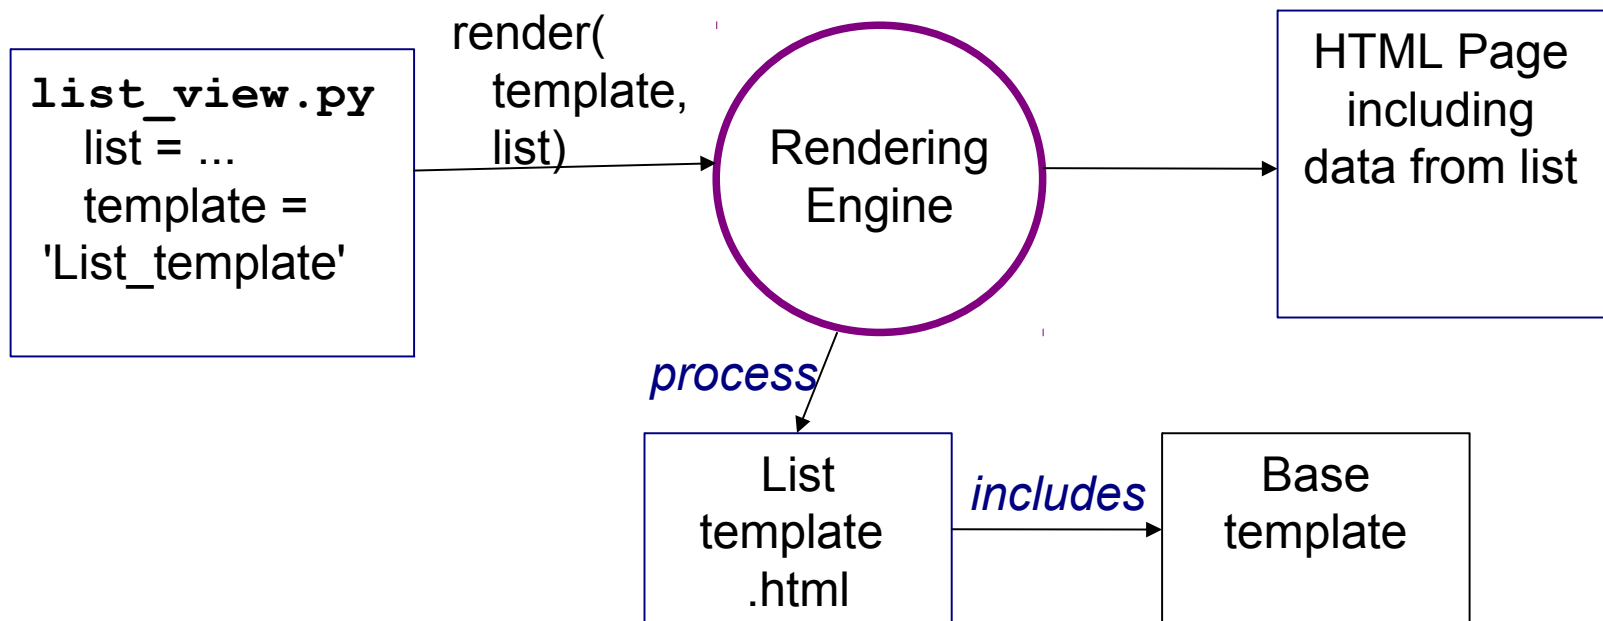 list_view.py
list = ...
template =
'List_template'
render(
template,
list)
Rendering
Engine
HTML Page
including
data from list
process
List
template
.html
includes
Base
template